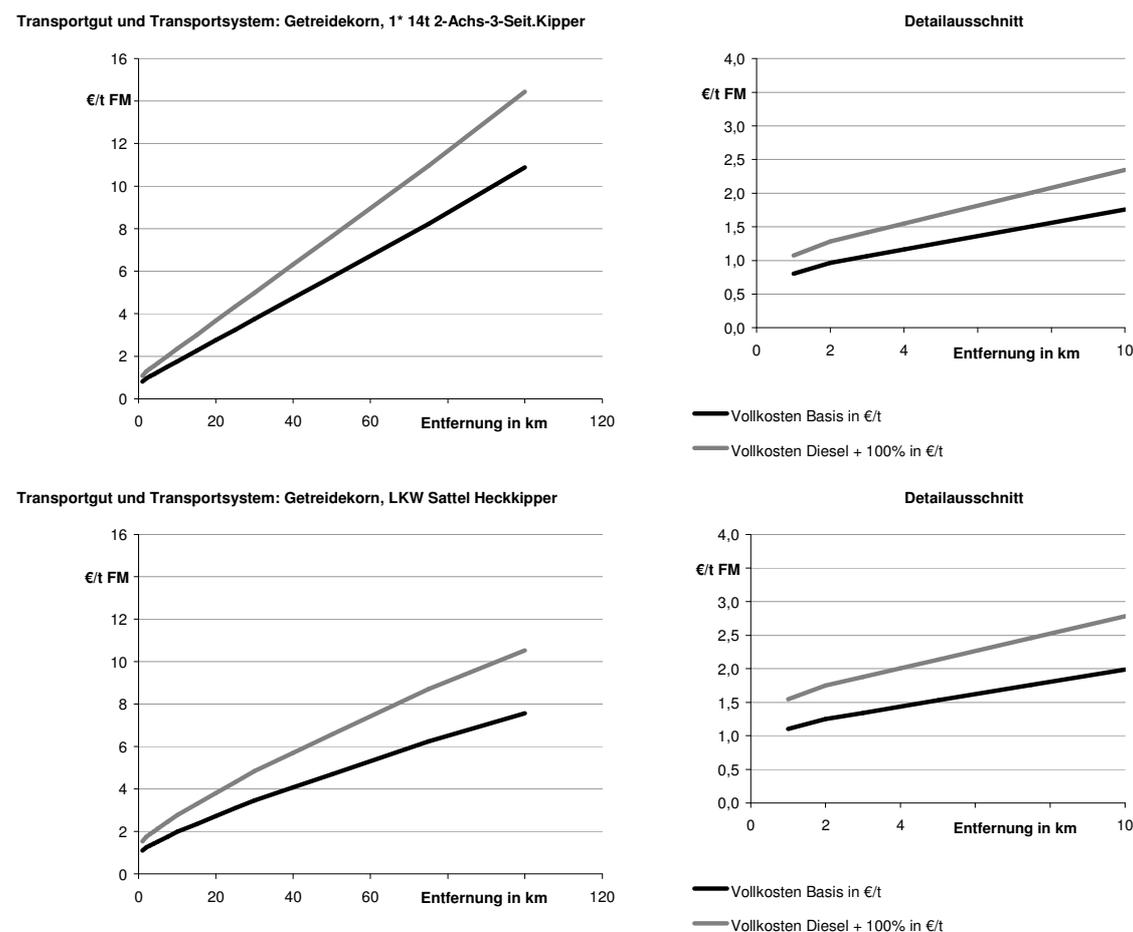 Transportgut und Transportsystem: Getreidekorn, 1* 14t 2-Achs-3-Seit.Kipper
16
€/t FM
12
10
8
6
4
2
0
0 20 40 60 Entfernung in km 120
Detailausschnitt
4,0
€/t FM
3,0
2,5
2,0
1,5
1,0
0,5
0,0
0 2 4 Entfernung in km 10
Vollkosten Basis in €/t
Vollkosten Diesel + 100% in €/t
Transportgut und Transportsystem: Getreidekorn, LKW Sattel Heckkipper
16
€/t FM
12
10
8
6
4
2
0
0 20 40 60 Entfernung in km 120
Detailausschnitt
4,0
€/t FM
3,0
2,5
2,0
1,5
1,0
0,5
0,0
0 2 4 Entfernung in km 10
Vollkosten Basis in €/t
Vollkosten Diesel + 100% in €/t